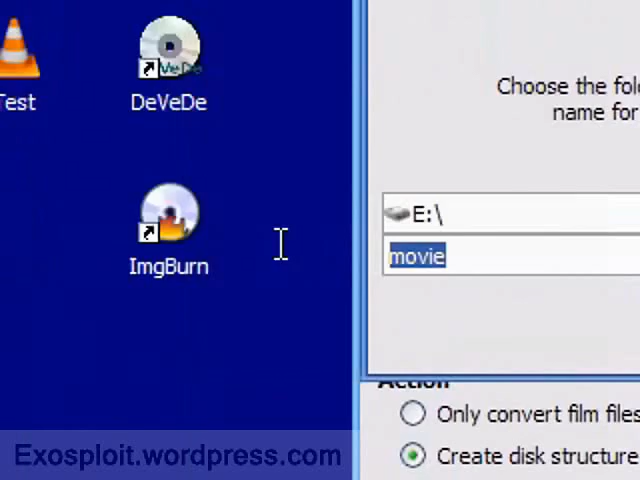 Test
DeVeDe
ImgBurn
Choose the fol
name for
E:\
movie
Action
Only convert film files
Create disk structure
Exosploit.wordpress.com